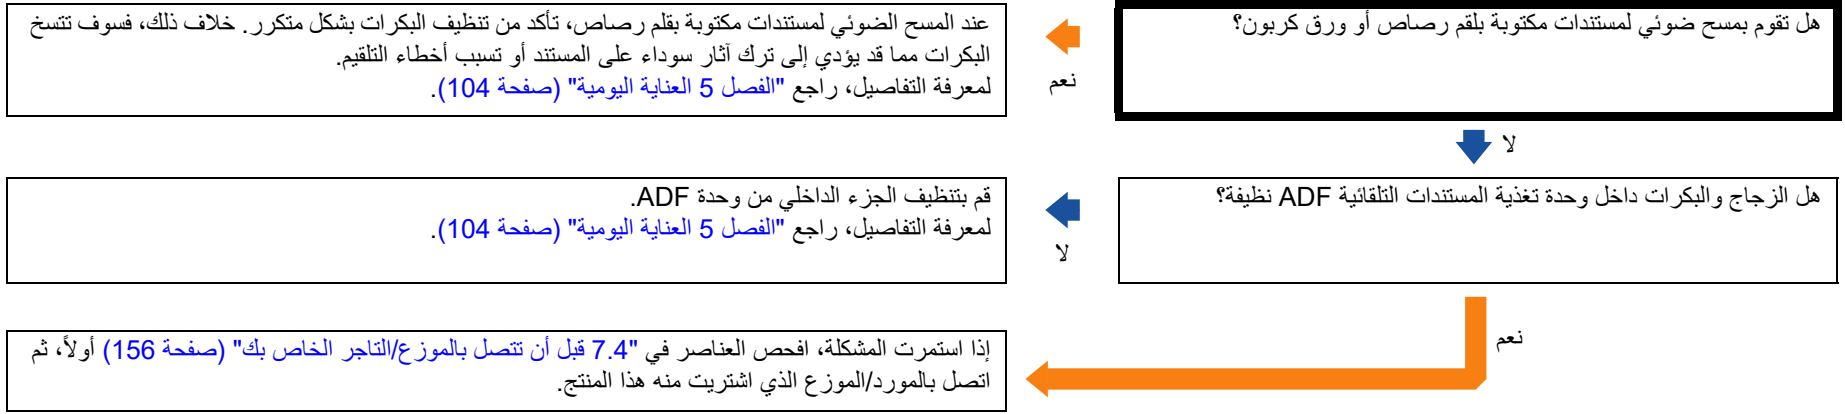 هل تقوم بمسح ضوئي لمستندات مكتوبة بلقم رصاص أو ورق كربون؟
نعم
عند المسح الضوئي لمستندات مكتوبة بقلم رصاص، تأكد من تنظيف البكرات بشكل متكرر. خلاف ذلك، فسوف تتسخ
البكرات مما قد يؤدي إلى ترك آثار سوداء على المستند أو تسبب أخطاء التلقيم.
لمعرفة التفاصيل، راجع "الفصل 5 العناية اليومية" (صفحة 104).
لا
هل الزجاج والبكرات داخل وحدة تغذية المستندات التلقائية ADF نظيفة؟
لا
قم بتنظيف الجزء الداخلي من وحدة ADF.
لمعرفة التفاصيل، راجع "الفصل 5 العناية اليومية" (صفحة 104).
نعم
إذا استمرت المشكلة، افحص العناصر في "7.4 قبل أن تتصل بالموزع/التاجر الخاص بك" (صفحة 156) أولاً، ثم
اتصل بالمورد/الموزع الذي اشتريت منه هذا المنتج.